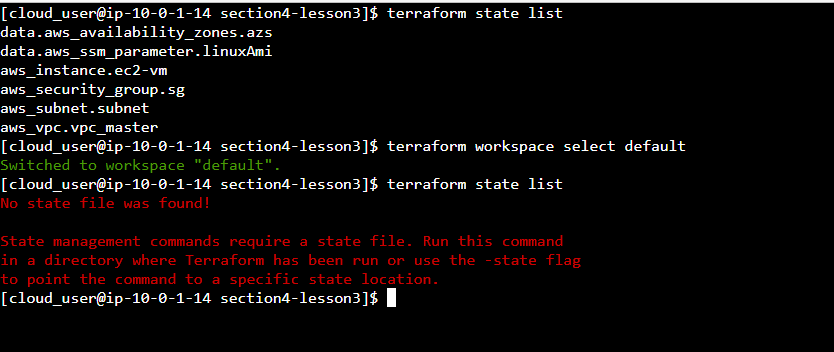 [cloud_user@ip-10-0-1-14 section4-lesson3]$ terraform state list
data.aws_availability_zones.azs
data.aws_ssm_parameter.linuxAmi
aws_instance.ec2-vm
aws_security_group.sg
aws_subnet.subnet
aws_vpc.vpc_master
[cloud_user@ip-10-0-1-14 section4-lesson3]$ terraform workspace select default
Switched to workspace "default".
[cloud_user@ip-10-0-1-14 section4-lesson3]$ terraform state list
No state file was found!
State management commands require a state file. Run this command
in a directory where Terraform has been run or use the -state flag
to point the command to a specific state location.
[cloud_user@ip-10-0-1-14 section4-lesson3]$